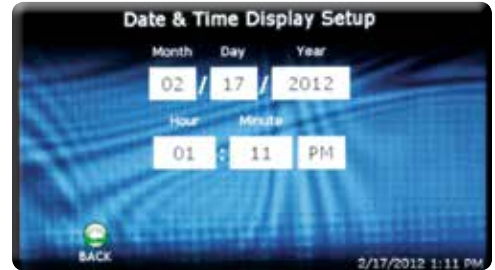 Date & Time Display Setup
Month Day Year
02 / 17 / 2012
Hour Minute
01 : 11 PM
BACK
2/17/2012 1:11 PM